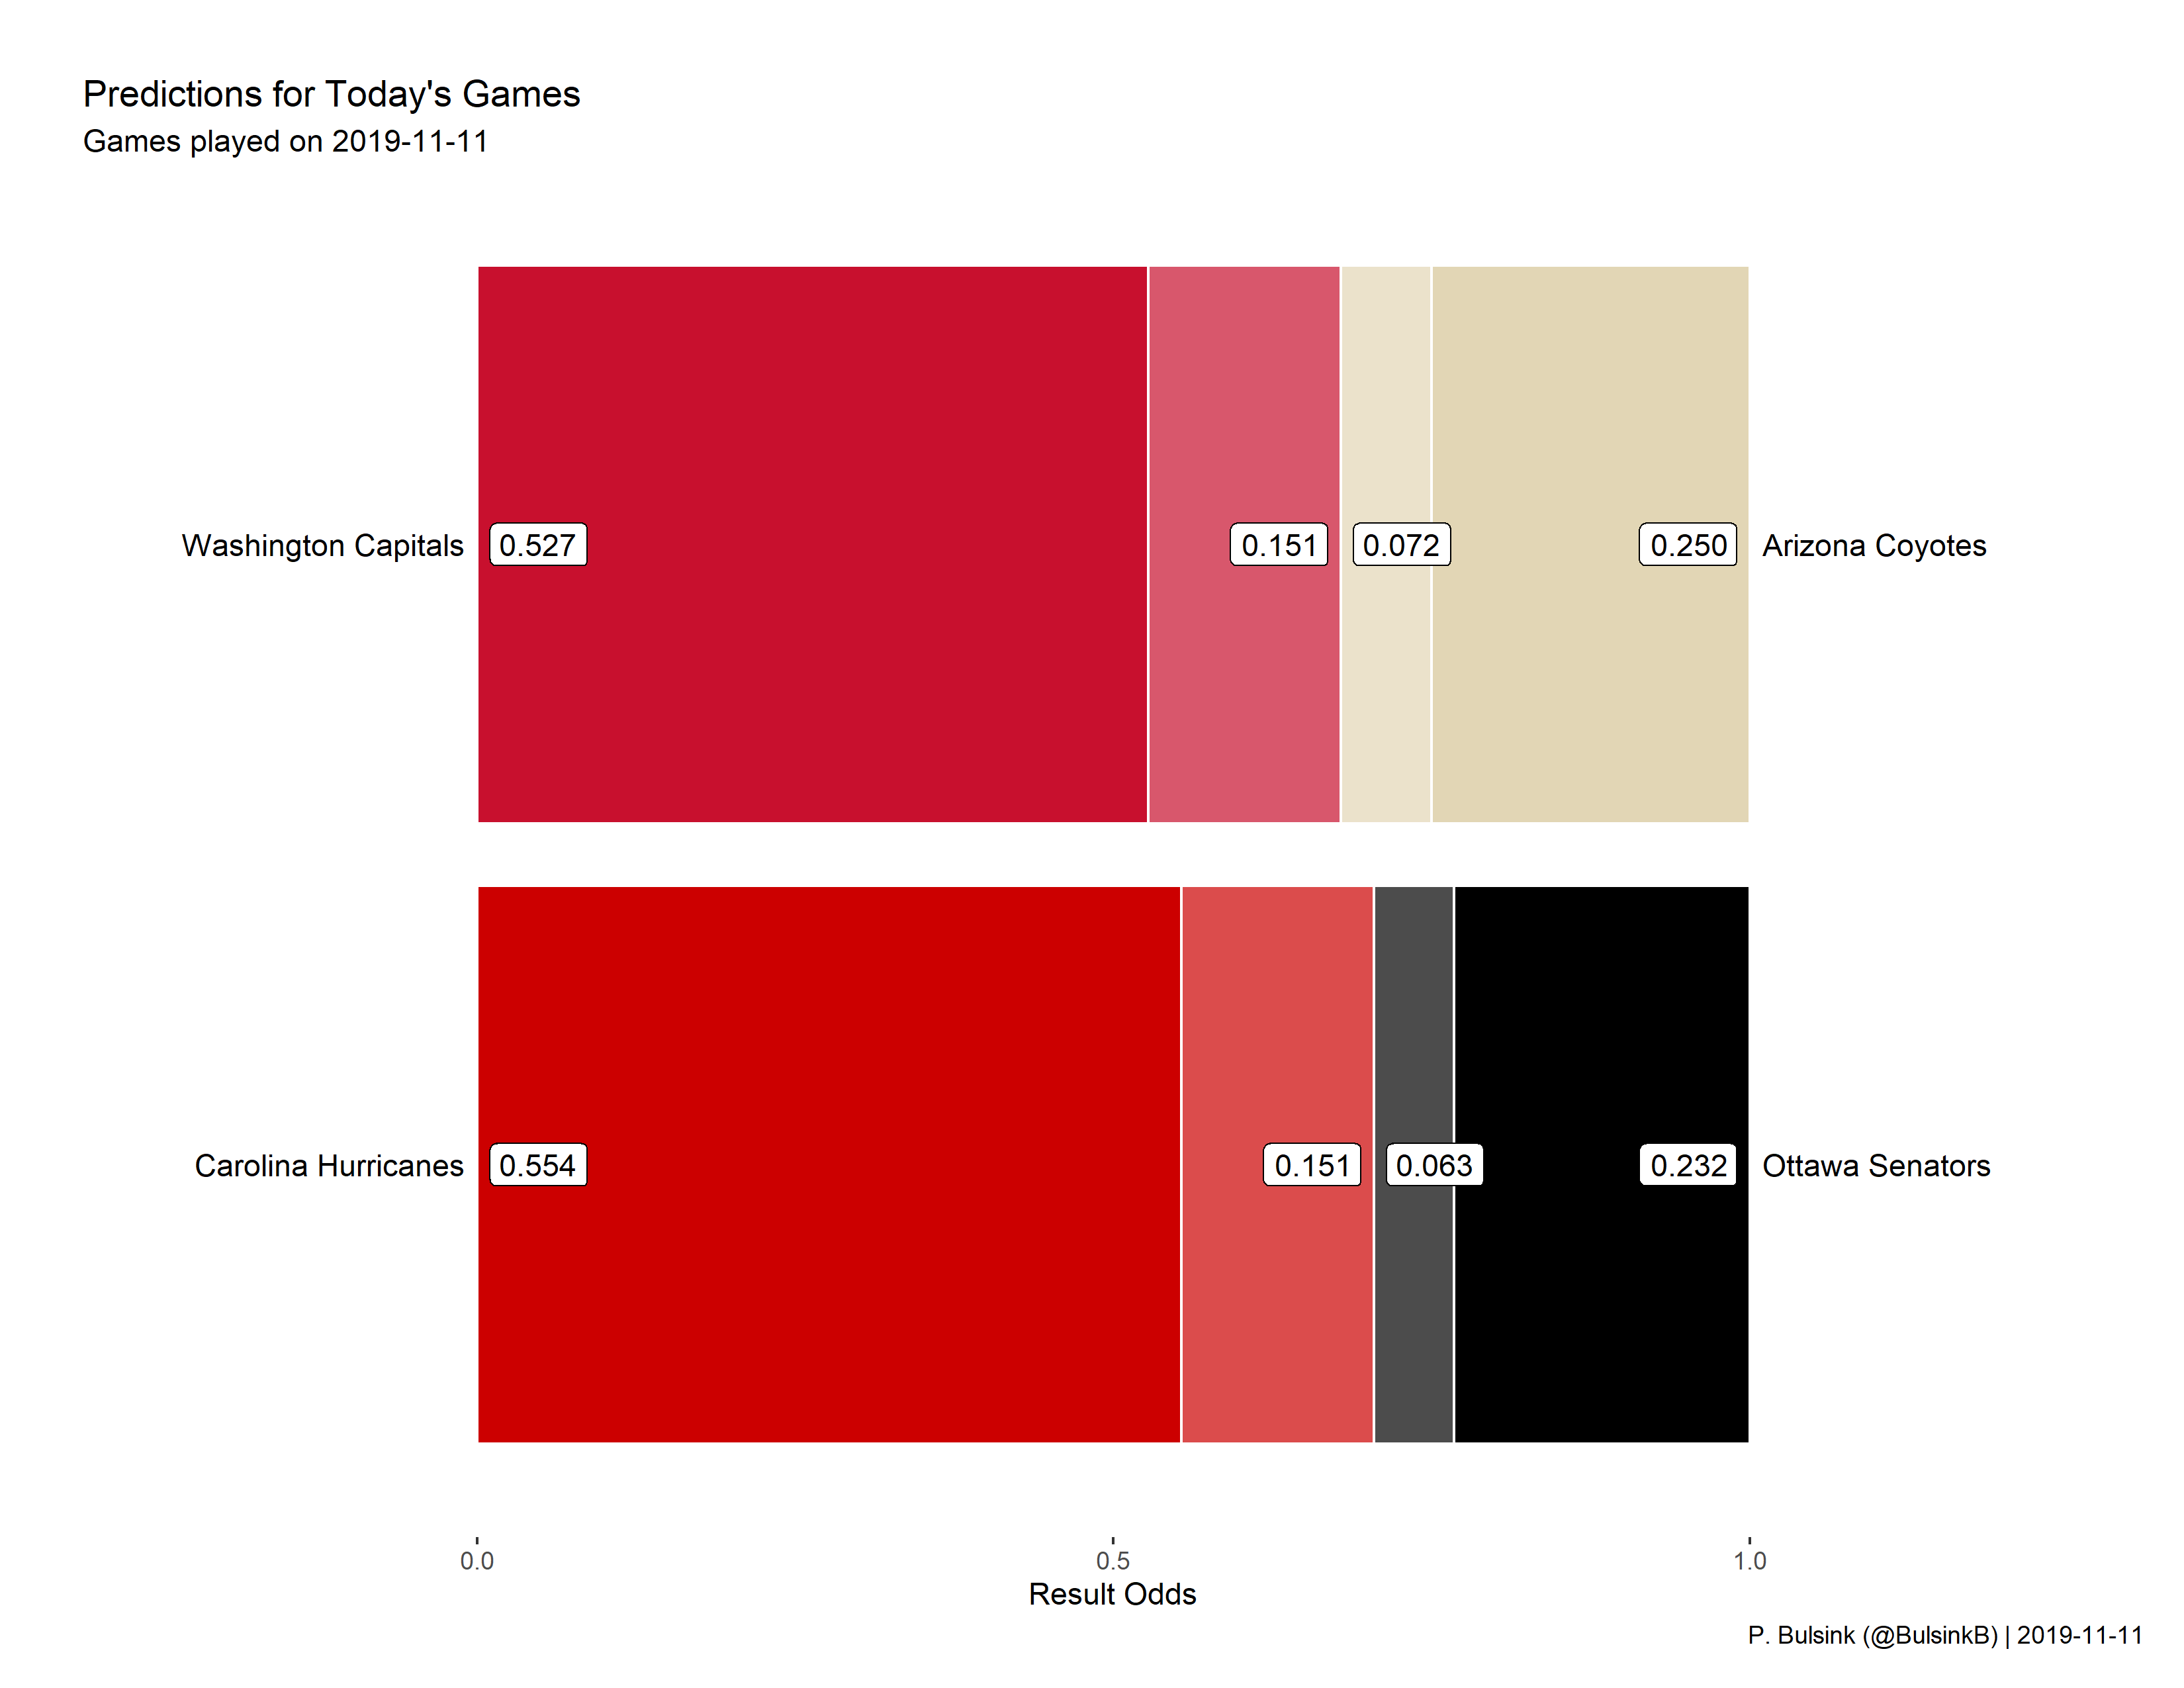 Predictions for Today's Games
Games played on 2019-11-11
Washington Capitals 0.527 0.151 0.072 0.250 Arizona Coyotes
Carolina Hurricanes 0.554 0.151 0.063 0.232 Ottawa Senators
0.0 0.5 1.0
Result Odds
P. Bulsink (@BulsinkB) | 2019-11-11